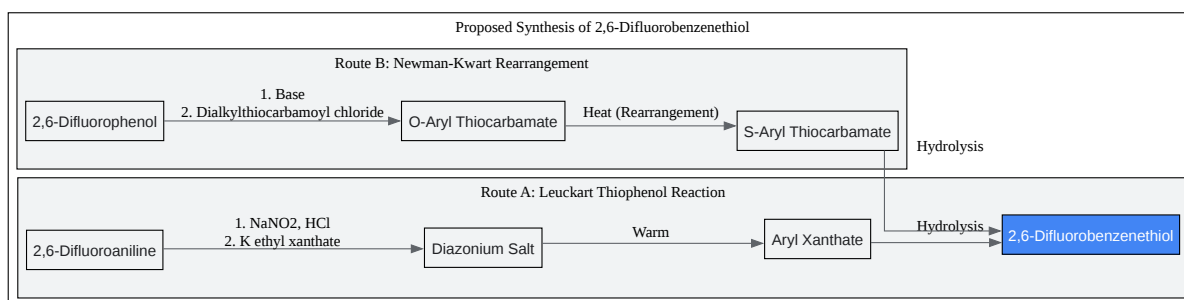 Proposed Synthesis of 2,6-Difluorobenzenethiol
Route B: Newman-Kwart Rearrangement
1. Base
2. Dialkylthiocarbamoyl chloride
2,6-Difluorophenol
O-Aryl Thiocarbamate
Heat (Rearrangement)
S-Aryl Thiocarbamate
Hydrolysis
Route A: Leuckart Thiophenol Reaction
1. NaNO2, HCl
2. K ethyl xanthate
2,6-Difluoroaniline
Diazonium Salt
Warm
Aryl Xanthate
Hydrolysis
2,6-Difluorobenzenethiol